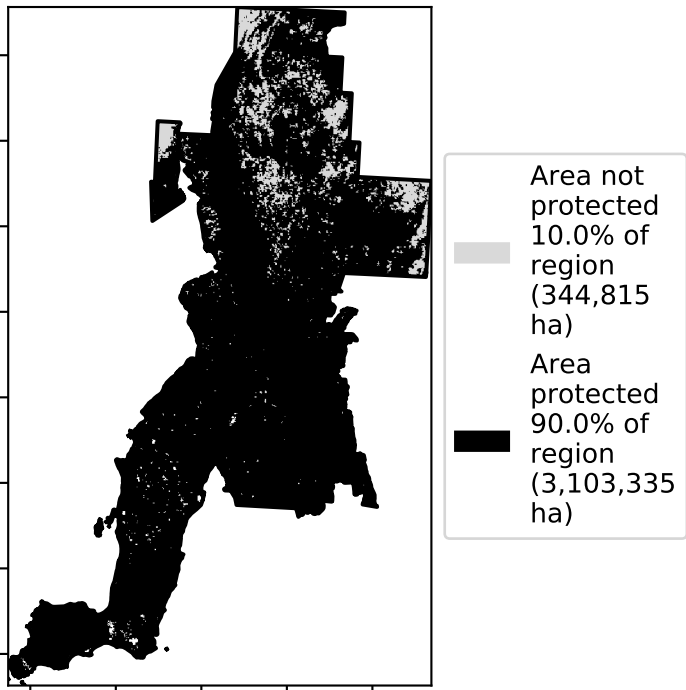 Area not
protected
10.0% of
region
(344,815
ha)
Area
protected
90.0% of
region
(3,103,335
ha)